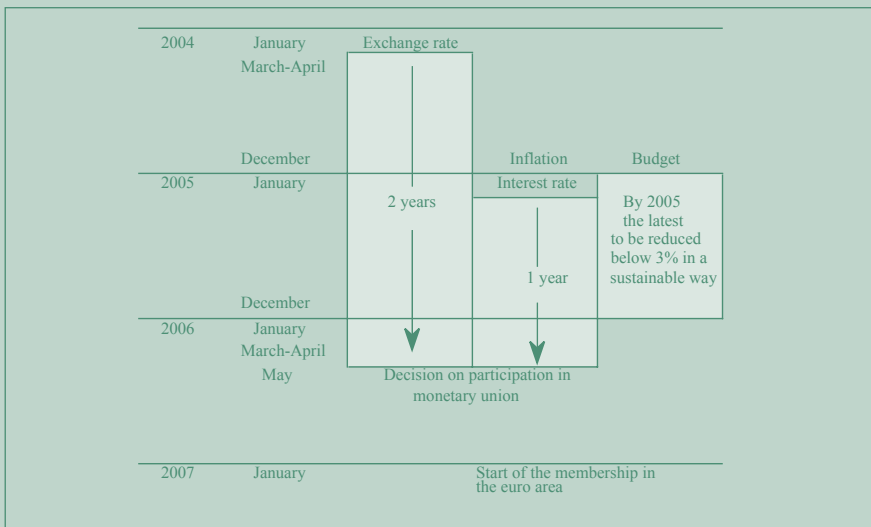 2004 January Exchange rate
March-April
December Inflation Budget
2005 January Interest rate
2 years
By 2005
the latest
to be reduced
below 3% in a
sustainable way
1 year
December
2006 January
March-April
May Decision on participation in
monetary union
2007 January Start of the membership in
the euro area